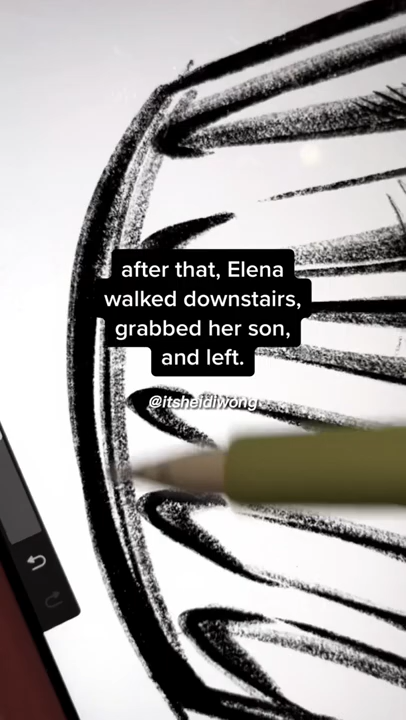 after that, Elena
walked downstairs,
grabbed her son,
and left.
@itsheidiwong